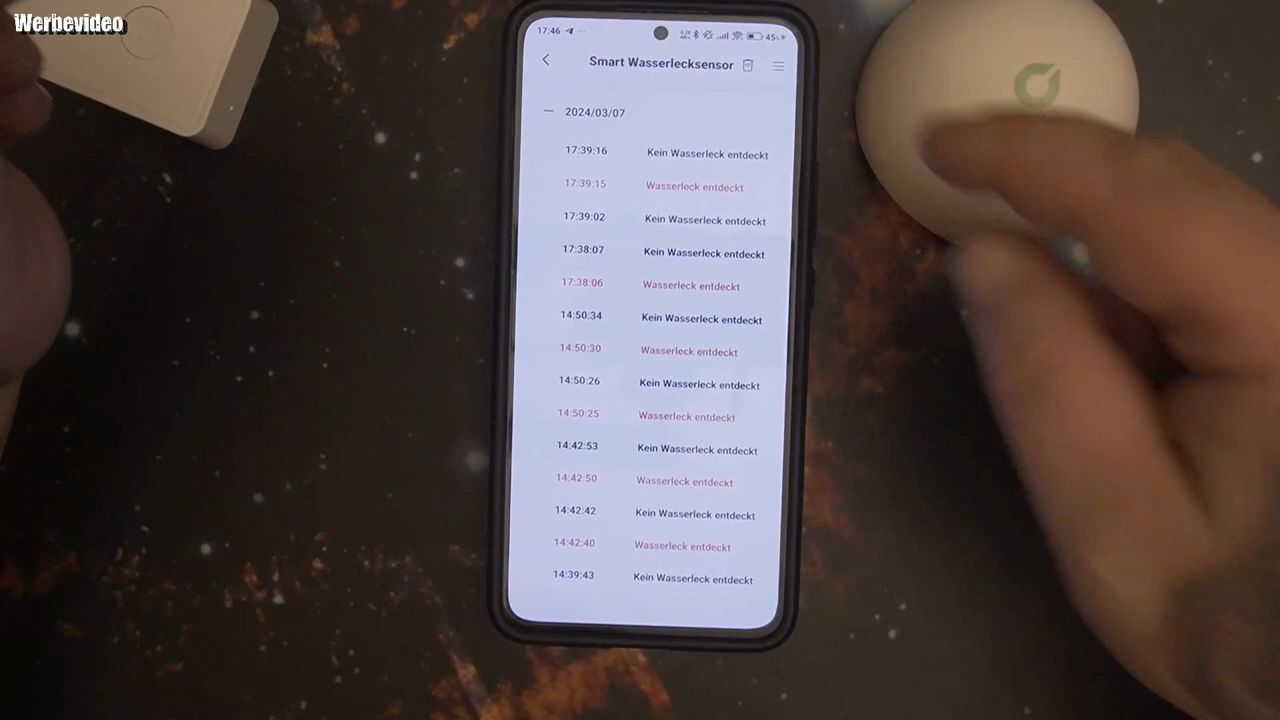 Werbevideo
17:46
45
Smart Wasserlecksensor
2024/03/07
17:39:16 Kein Wasserleck entdeckt
17:39:15 Wasserleck entdeckt
17:39:02 Kein Wasserleck entdeckt
17:38:07 Kein Wasserleck entdeckt
17:38:06 Wasserleck entdeckt
14:50:34 Kein Wasserleck entdeckt
14:50:30 Wasserleck entdeckt
14:50:26 Kein Wasserleck entdeckt
14:50:25 Wasserleck entdeckt
14:42:53 Kein Wasserleck entdeckt
14:42:50 Wasserleck entdeckt
14:42:42 Kein Wasserleck entdeckt
14:42:40 Wasserleck entdeckt
14:39:43 Kein Wasserleck entdeckt